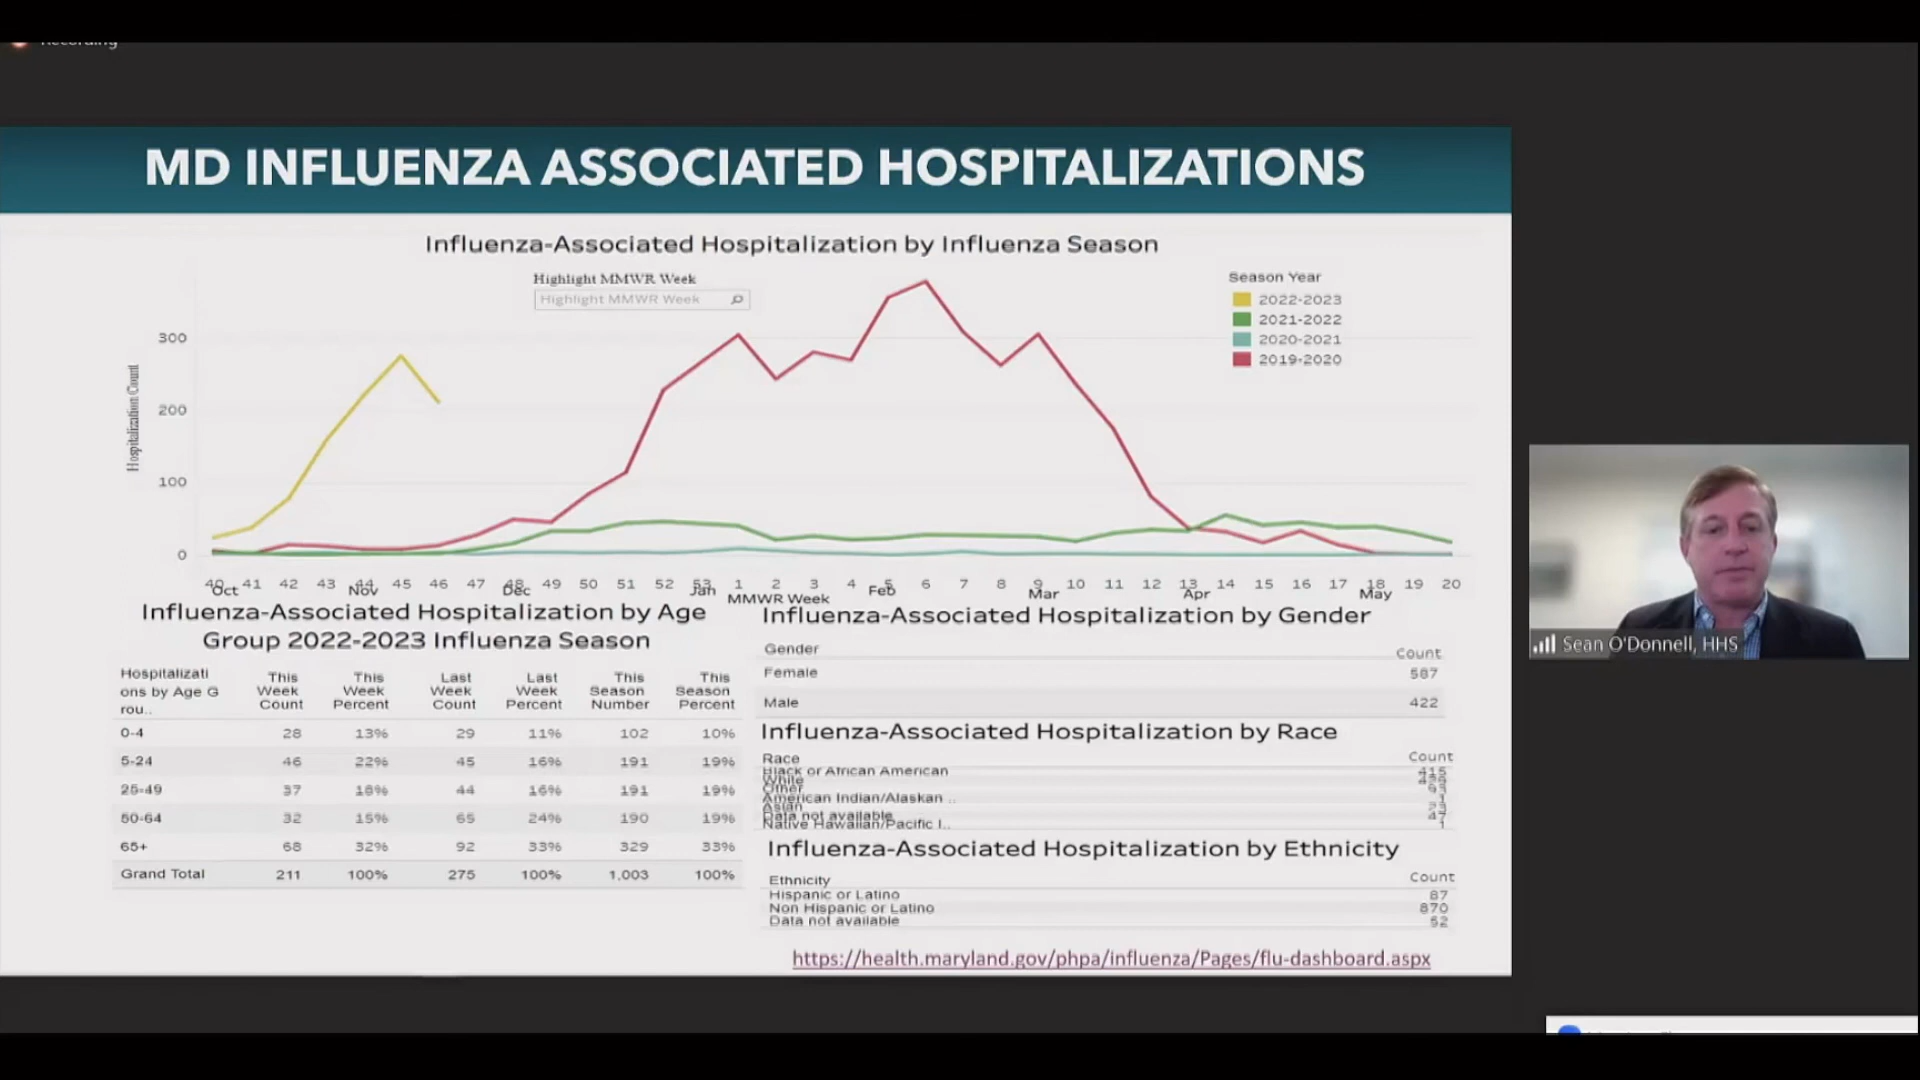 Recording
MD INFLUENZA ASSOCIATED HOSPITALIZATIONS
Influenza-Associated Hospitalization by Influenza Season
Highlight MMWR Week
Highlight MMWR Week
Season Year
2022-2023
2021-2022
2020-2021
2019-2020
Hospitalization Count
300
200
100
0
40 41 42 43 44 45 46 47 48 49 50 51 52 53 1 2 3 4 5 6 7 8 9 10 11 12 13 14 15 16 17 18 19 20
Oct Nov Dec Jan Feb Mar Apr May
MMWR Week
Influenza-Associated Hospitalization by Age
Group 2022-2023 Influenza Season
Hospitalizati
ons by Age G
rou..
This Week Count This Week Percent Last Week Count Last Week Percent This Season Number This Season Percent
0-4 28 13% 29 11% 102 10%
5-24 46 22% 45 16% 191 19%
25-49 37 18% 44 16% 191 19%
50-64 32 15% 65 24% 190 19%
65+ 68 32% 92 33% 329 33%
Grand Total 211 100% 275 100% 1,003 100%
Influenza-Associated Hospitalization by Gender
Gender Count
Female 587
Male 422
Influenza-Associated Hospitalization by Race
Race Count
Black or African American 415
White
Other 93
American Indian/Alaskan .. 1
Asian
Data not available 47
Native Hawaiian/Pacific I.. 1
Influenza-Associated Hospitalization by Ethnicity
Ethnicity Count
Hispanic or Latino 87
Non Hispanic or Latino 870
Data not available 52
https://health.maryland.gov/phpa/influenza/Pages/flu-dashboard.aspx
Sean O'Donnell, HHS